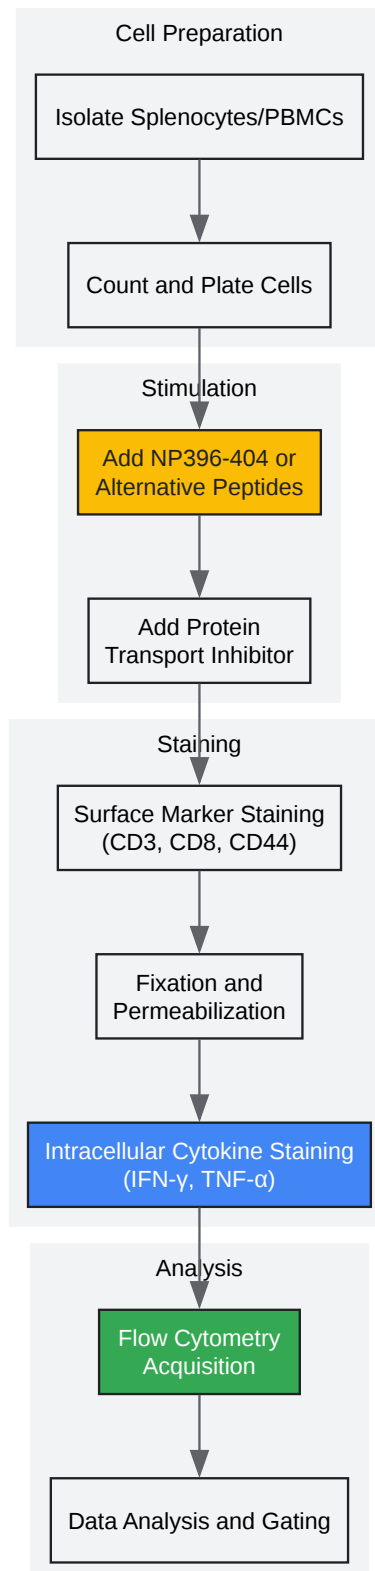 Cell Preparation
Isolate Splenocytes/PBMCs
Count and Plate Cells
Stimulation
Add NP396-404 or
Alternative Peptides
Add Protein
Transport Inhibitor
Staining
Surface Marker Staining
(CD3, CD8, CD44)
Fixation and
Permeabilization
Intracellular Cytokine Staining
(IFN-γ, TNF-α)
Analysis
Flow Cytometry
Acquisition
Data Analysis and Gating